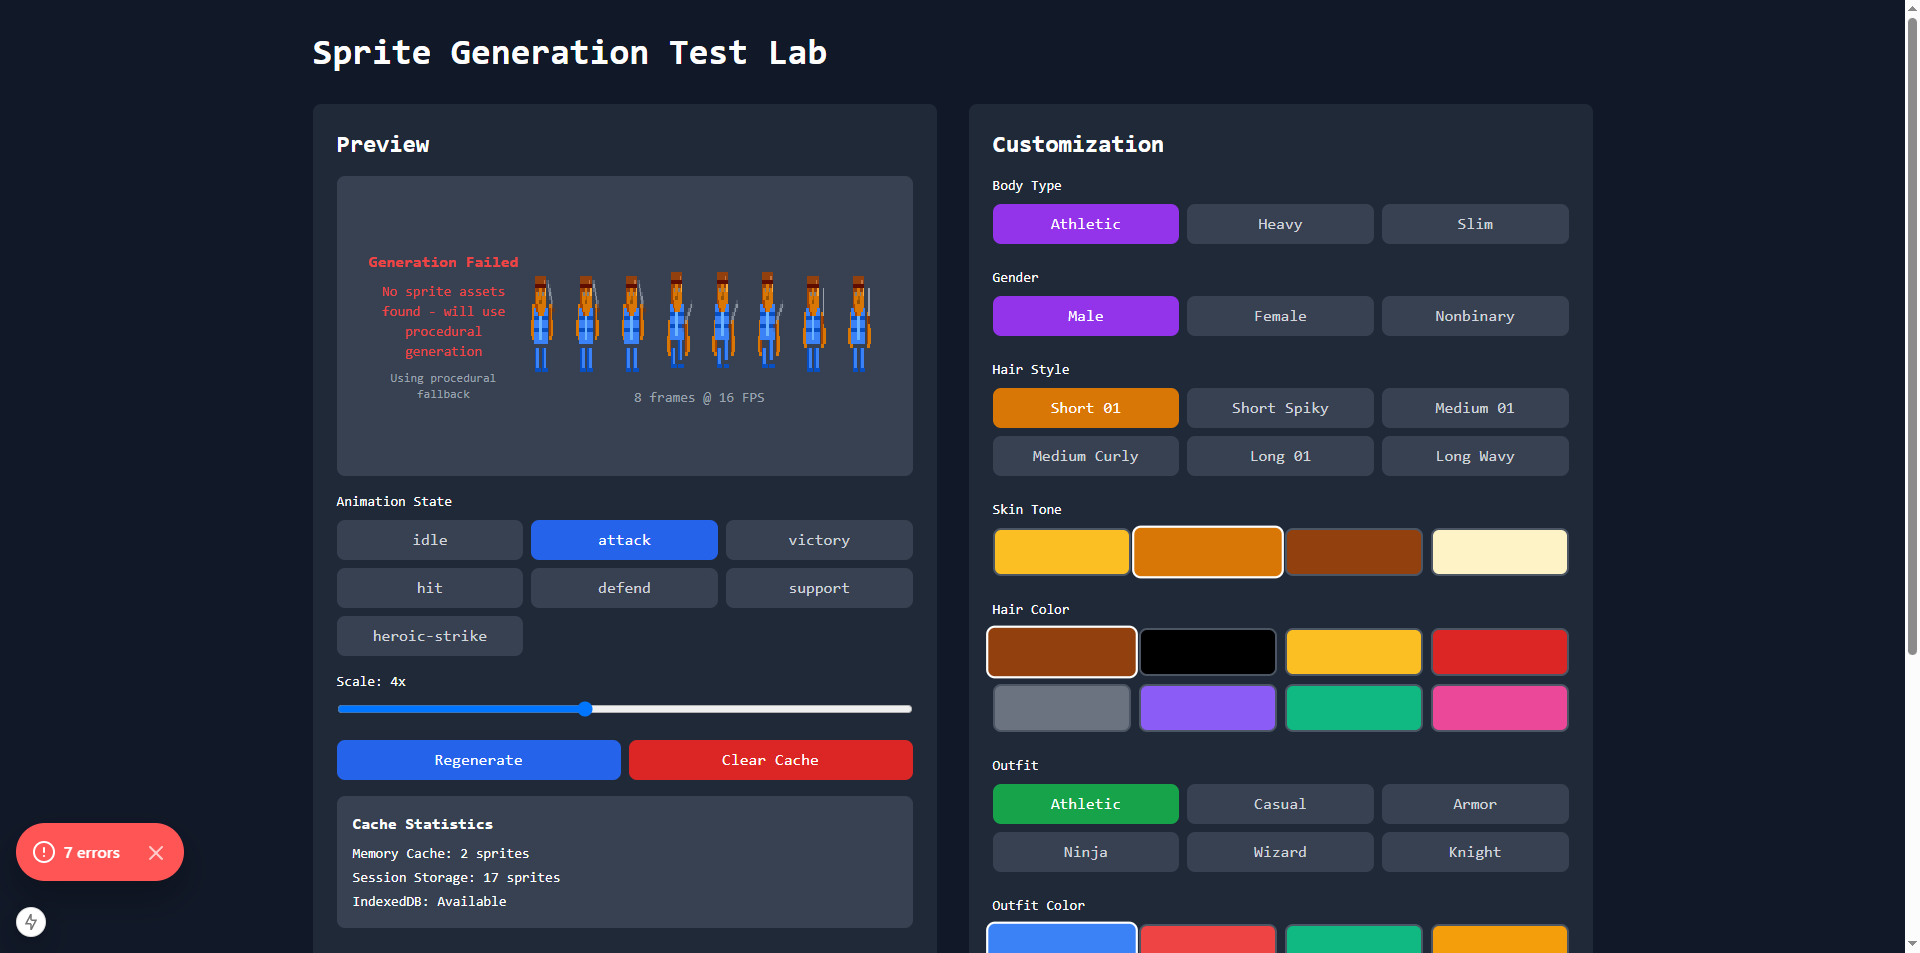 Sprite Generation Test Lab
Preview
Generation Failed
No sprite assets
found - will use
procedural
generation
Using procedural
fallback
8 frames @ 16 FPS
Animation State
idle
attack
victory
hit
defend
support
heroic-strike
Scale: 4x
Regenerate
Clear Cache
Cache Statistics
Memory Cache: 2 sprites
Session Storage: 17 sprites
IndexedDB: Available
Customization
Body Type
Athletic
Heavy
Slim
Gender
Male
Female
Nonbinary
Hair Style
Short 01
Short Spiky
Medium 01
Medium Curly
Long 01
Long Wavy
Skin Tone
Hair Color
Outfit
Athletic
Casual
Armor
Ninja
Wizard
Knight
Outfit Color
7 errors